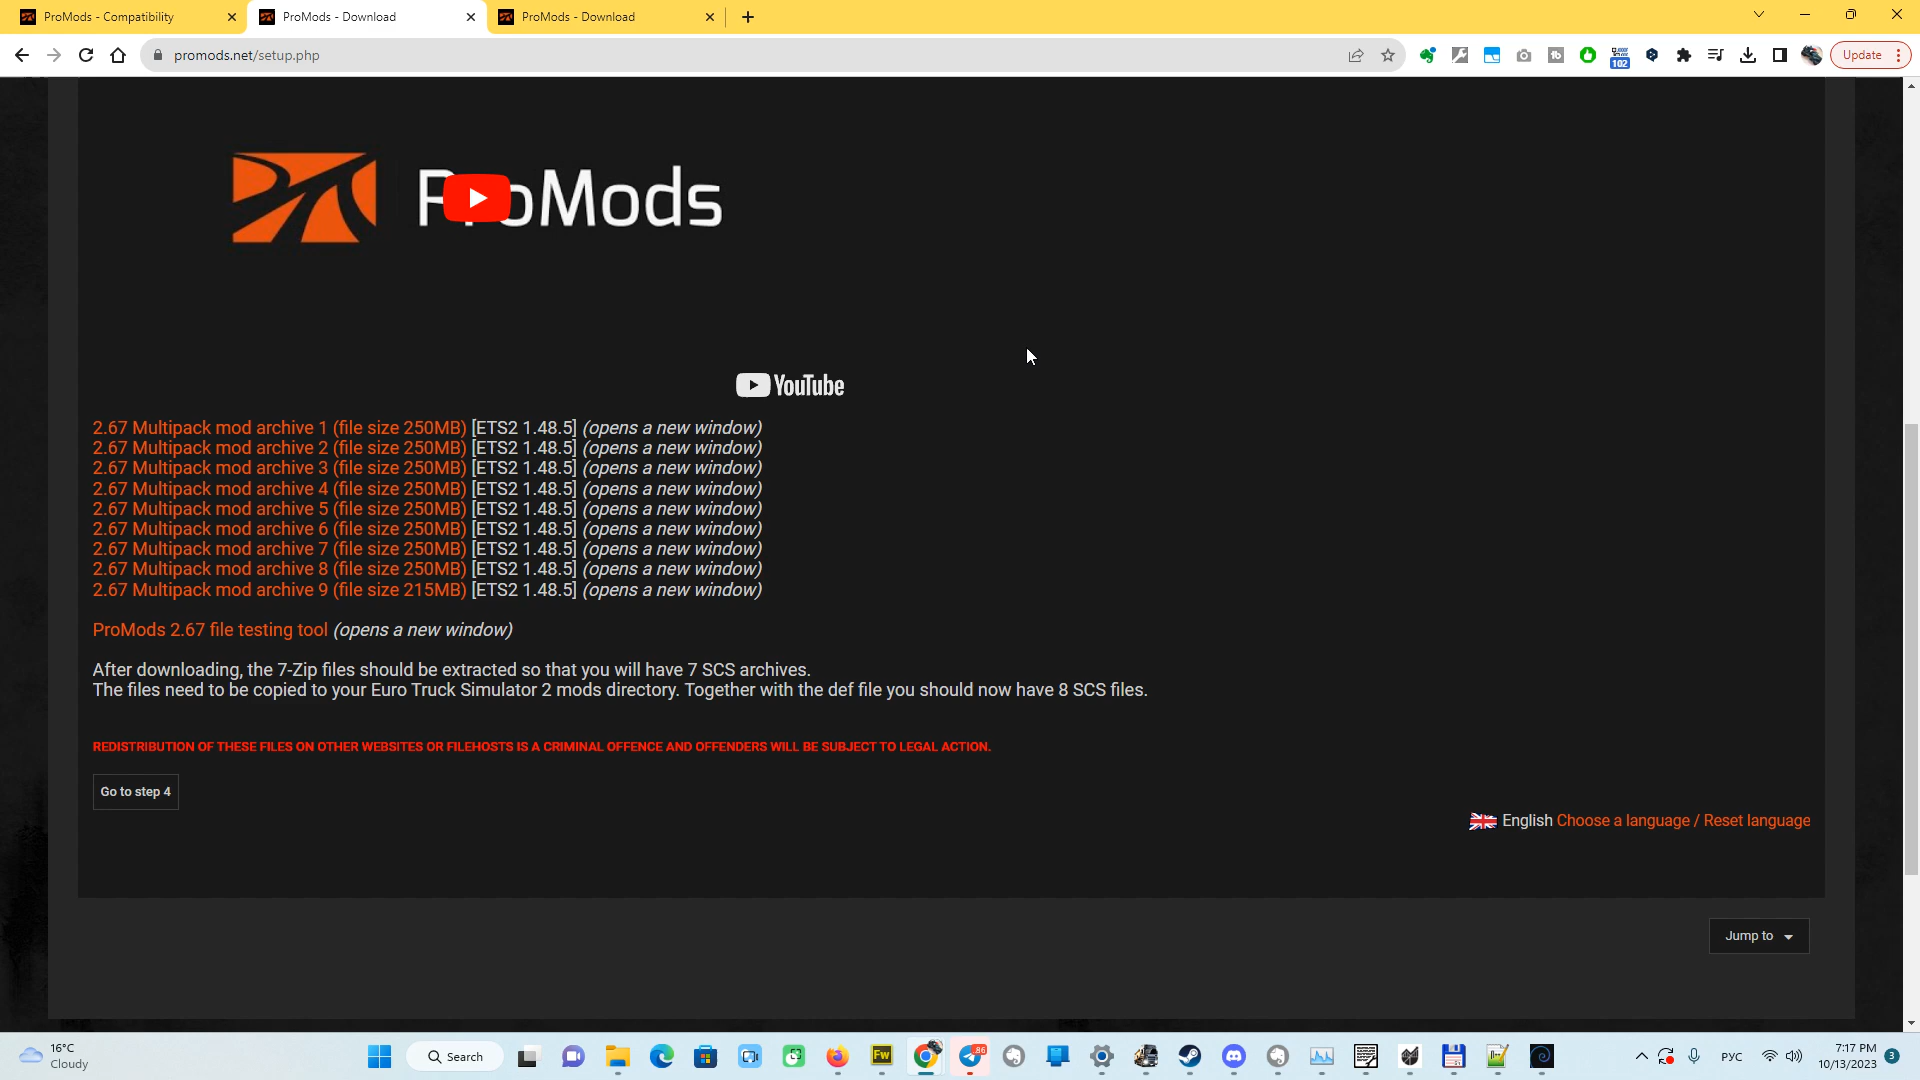 ProMods - Compatibility
ProMods - Download
ProMods - Download
promods.net/setup.php
102
Update
ProMods
YouTube
2.67 Multipack mod archive 1 (file size 250MB) [ETS2 1.48.5] (opens a new window)
2.67 Multipack mod archive 2 (file size 250MB) [ETS2 1.48.5] (opens a new window)
2.67 Multipack mod archive 3 (file size 250MB) [ETS2 1.48.5] (opens a new window)
2.67 Multipack mod archive 4 (file size 250MB) [ETS2 1.48.5] (opens a new window)
2.67 Multipack mod archive 5 (file size 250MB) [ETS2 1.48.5] (opens a new window)
2.67 Multipack mod archive 6 (file size 250MB) [ETS2 1.48.5] (opens a new window)
2.67 Multipack mod archive 7 (file size 250MB) [ETS2 1.48.5] (opens a new window)
2.67 Multipack mod archive 8 (file size 250MB) [ETS2 1.48.5] (opens a new window)
2.67 Multipack mod archive 9 (file size 215MB) [ETS2 1.48.5] (opens a new window)
ProMods 2.67 file testing tool (opens a new window)
After downloading, the 7-Zip files should be extracted so that you will have 7 SCS archives.
The files need to be copied to your Euro Truck Simulator 2 mods directory. Together with the def file you should now have 8 SCS files.
REDISTRIBUTION OF THESE FILES ON OTHER WEBSITES OR FILEHOSTS IS A CRIMINAL OFFENCE AND OFFENDERS WILL BE SUBJECT TO LEGAL ACTION.
Go to step 4
English Choose a language / Reset language
Jump to
16°C
Cloudy
Search
Fw
86
РУС
7:17 PM
10/13/2023
3